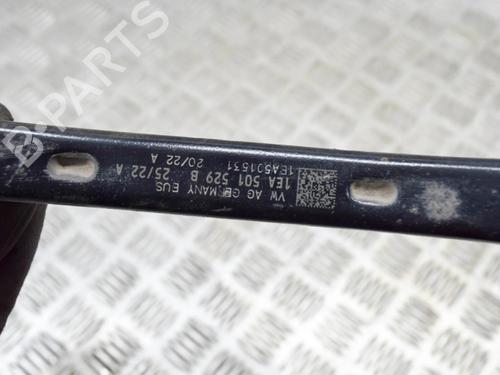 VW AG GERMANY EUS
1EA 501 529 B 25/22 A
1EA501531 20/22 A
B-PARTS